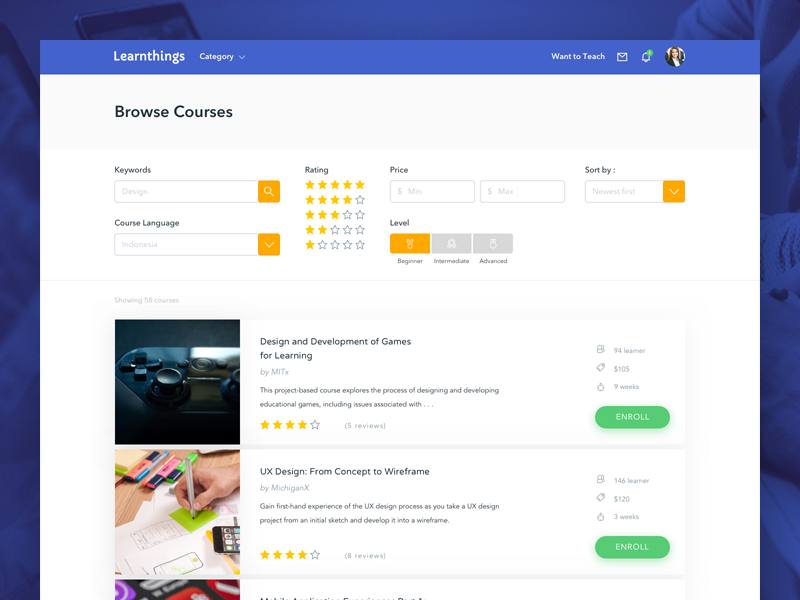 Learnthings
Category
Want to Teach
Browse Courses
Keywords
Design
Rating
Price
$ Min
$ Max
Sort by :
Newest first
Course Language
Indonesia
Level
Beginner
Intermediate
Advanced
Showing 58 courses
Design and Development of Games
for Learning
by MITx
This project-based course explores the process of designing and developing
educational games, including issues associated with . . .
(5 reviews)
94 learner
$105
9 weeks
ENROLL
UX Design: From Concept to Wireframe
by MichiganX
Gain first-hand experience of the UX design process as you take a UX design
project from an initial sketch and develop it into a wireframe.
(8 reviews)
146 learner
$120
3 weeks
ENROLL